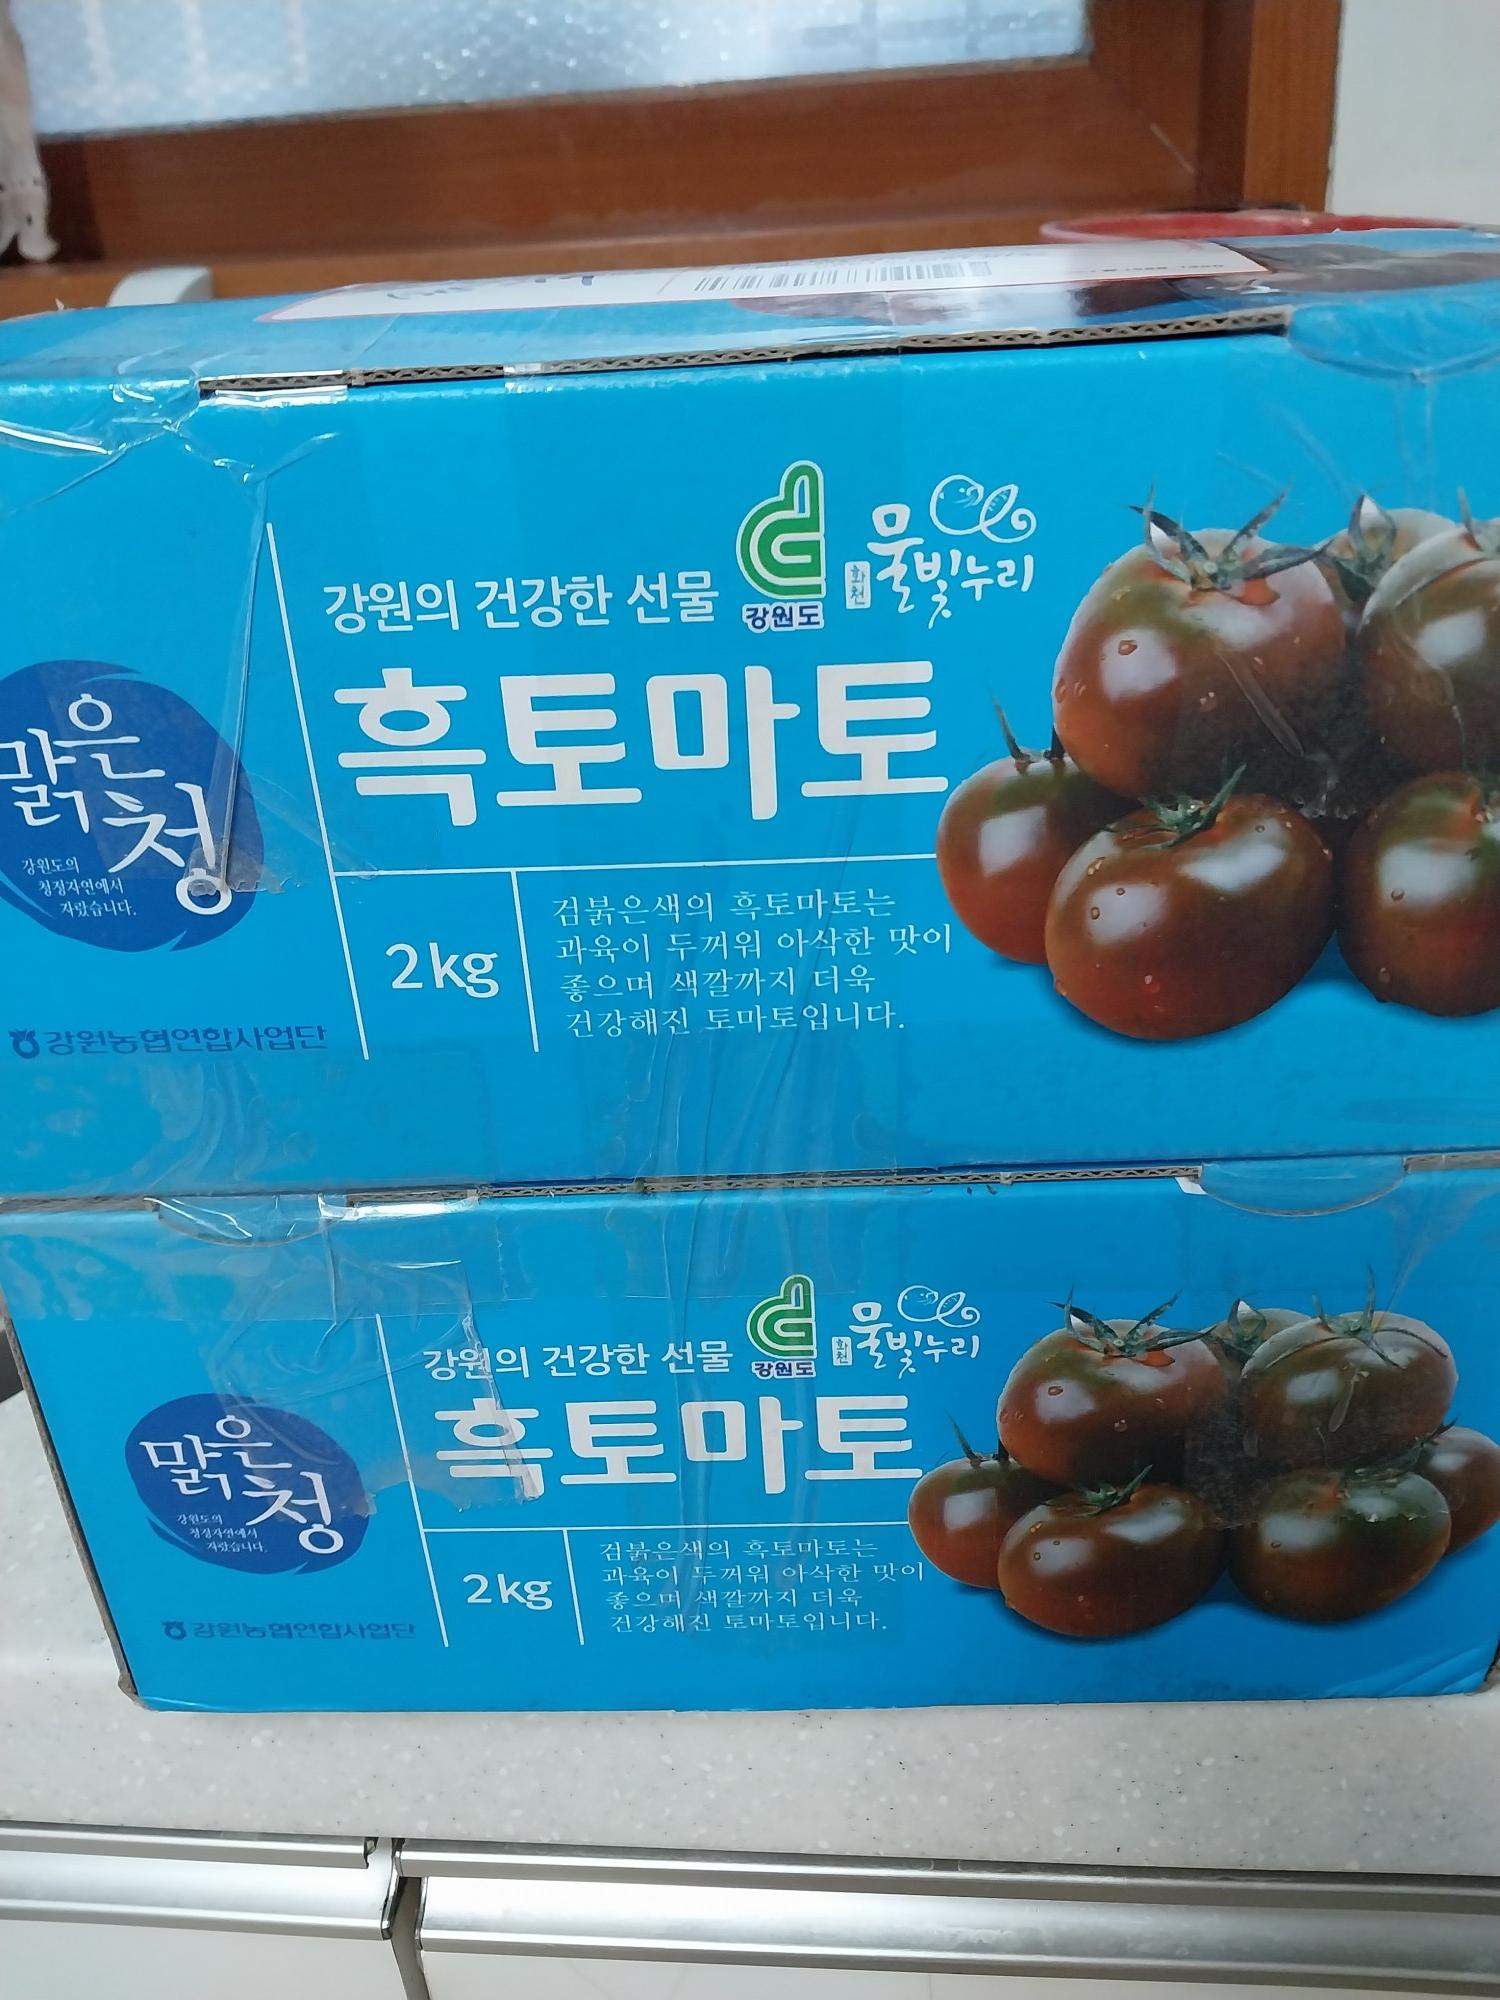 강원의 건강한 선물
강원도
화천
물빛누리
흑토마토
맑은청
강원도의
청정자연에서
자랐습니다.
2kg
검붉은색의 흑토마토는
과육이 두꺼워 아삭한 맛이
좋으며 색깔까지 더욱
건강해진 토마토입니다.
강원농협연합사업단
강원의 건강한 선물
강원도
화천
물빛누리
흑토마토
맑은청
강원도의
청정자연에서
자랐습니다.
2kg
검붉은색의 흑토마토는
과육이 두꺼워 아삭한 맛이
좋으며 색깔까지 더욱
건강해진 토마토입니다.
강원농협연합사업단